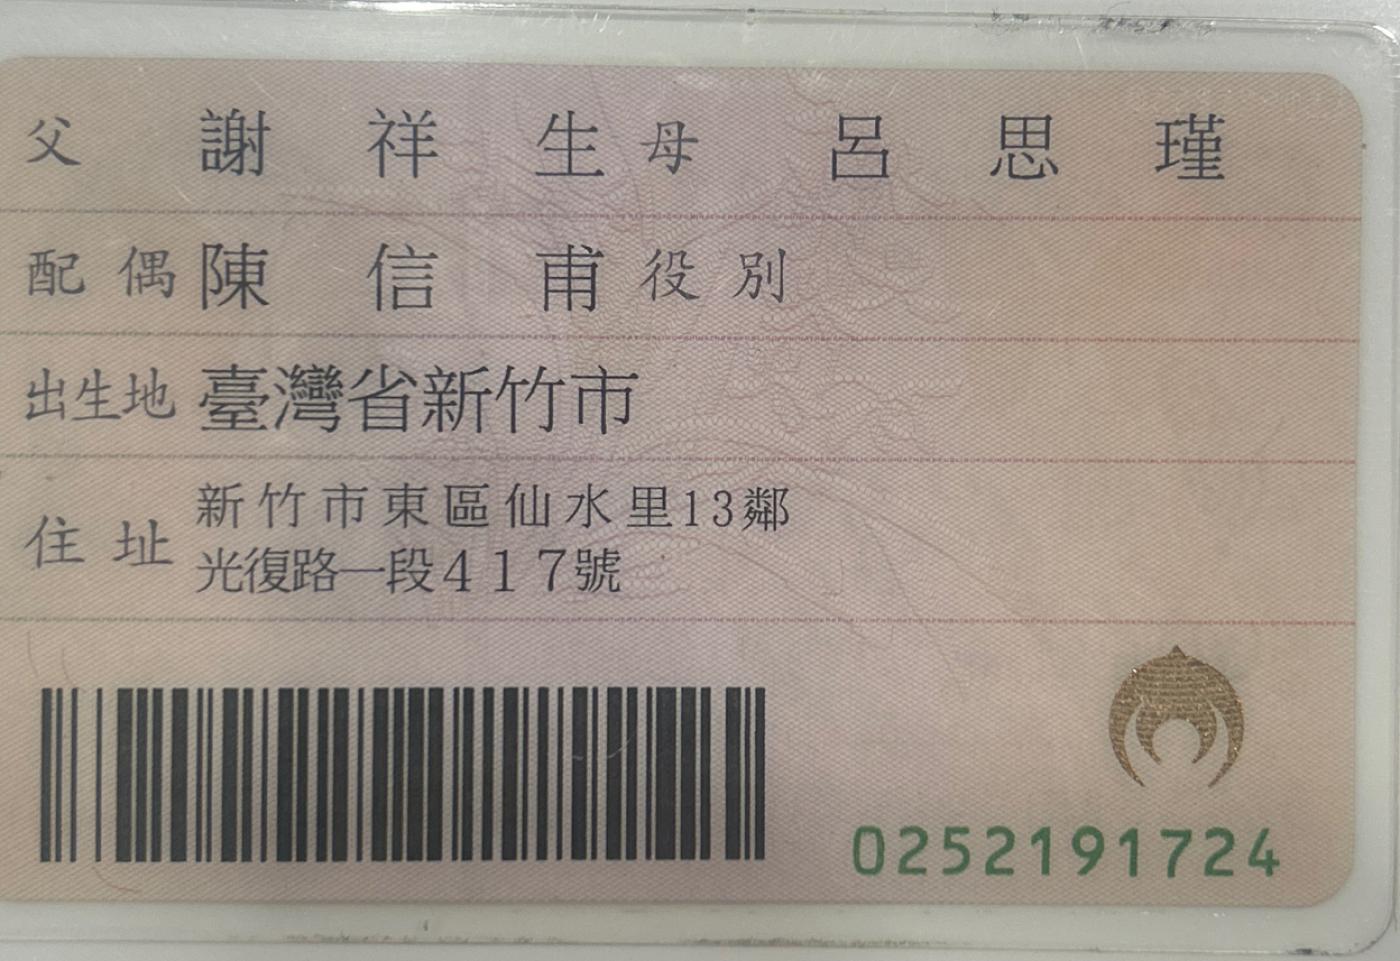 父 謝祥生 母 呂思瑾
配偶 陳信甫 役別
出生地 臺灣省新竹市
住址 新竹市東區仙水里13鄰
光復路一段417號
0252191724